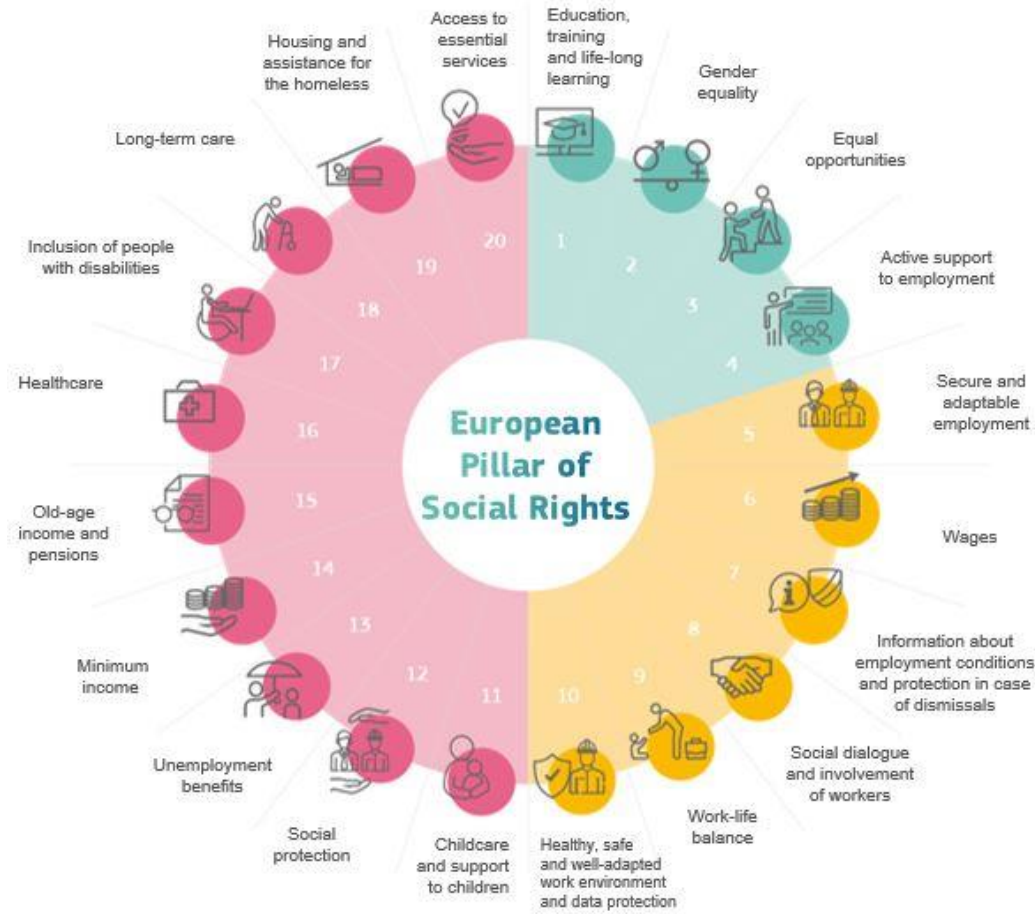 European
Pillar of
Social Rights
1
Education,
training
and life-long
learning
2
Gender
equality
3
Equal
opportunities
4
Active support
to employment
5
Secure and
adaptable
employment
6
Wages
7
Information about
employment conditions
and protection in case
of dismissals
8
Social dialogue
and involvement
of workers
9
Work-life
balance
10
Healthy, safe
and well-adapted
work environment
and data protection
11
Childcare
and support
to children
12
Social
protection
13
Unemployment
benefits
14
Minimum
income
15
Old-age
income and
pensions
16
Healthcare
17
Inclusion of people
with disabilities
18
Long-term care
19
Housing and
assistance for
the homeless
20
Access to
essential
services
i